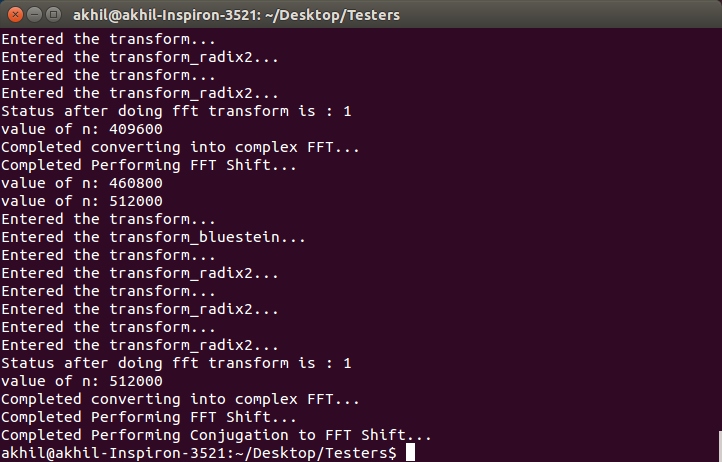 akhil@akhil-Inspiron-3521: ~/Desktop/Testers
Entered the transform...
Entered the transform_radix2...
Entered the transform...
Entered the transform_radix2...
Status after doing fft transform is : 1
value of n: 409600
Completed converting into complex FFT...
Completed Performing FFT Shift...
value of n: 460800
value of n: 512000
Entered the transform...
Entered the transform_bluestein...
Entered the transform...
Entered the transform_radix2...
Entered the transform...
Entered the transform_radix2...
Entered the transform...
Entered the transform_radix2...
Status after doing fft transform is : 1
value of n: 512000
Completed converting into complex FFT...
Completed Performing FFT Shift...
Completed Performing Conjugation to FFT Shift...
akhil@akhil-Inspiron-3521:~/Desktop/Testers$